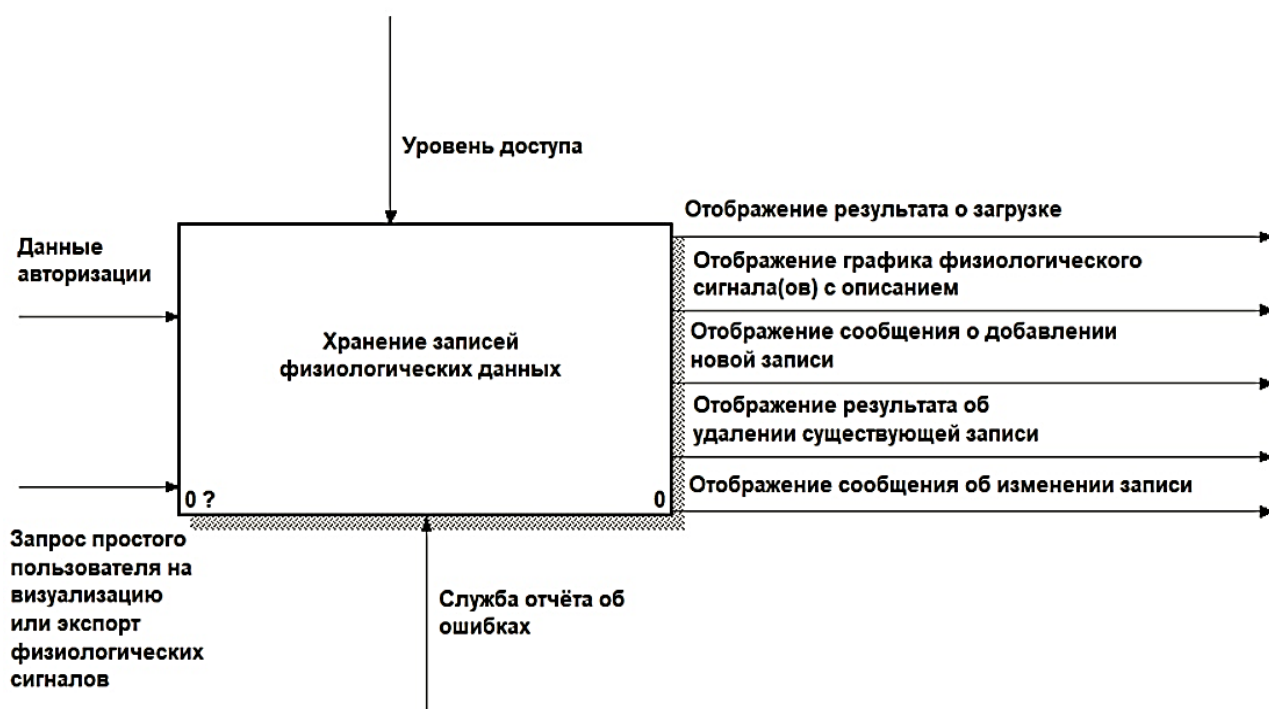 Уровень доступа
Отображение результата о загрузке
Данные
авторизации
Отображение графика физиологического
сигнала(ов) с описанием
Хранение записей
физиологических данных
Отображение сообщения о добавлении
новой записи
Отображение результата об
удалении существующей записи
Отображение сообщения об изменении записи
0 ?
0
Запрос простого
пользователя на
визуализацию
или экспорт
физиологических
сигналов
Служба отчёта об
ошибках